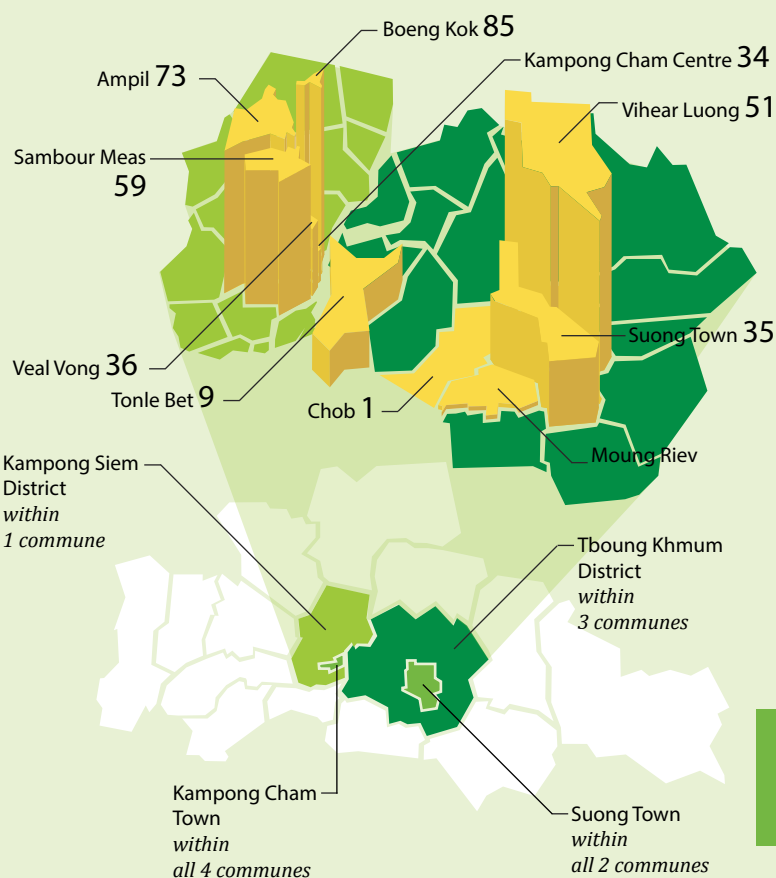 Boeng Kok 85
Kampong Cham Centre 34
Ampil 73
Vihear Luong 51
Sambour Meas
59
Suong Town 35
Veal Vong 36
Tonle Bet 9
Chob 1
Moung Riev
Kampong Siem
District
within
1 commune
Tboung Khmum
District
within
3 communes
Kampong Cham
Town
within
all 4 communes
Suong Town
within
all 2 communes